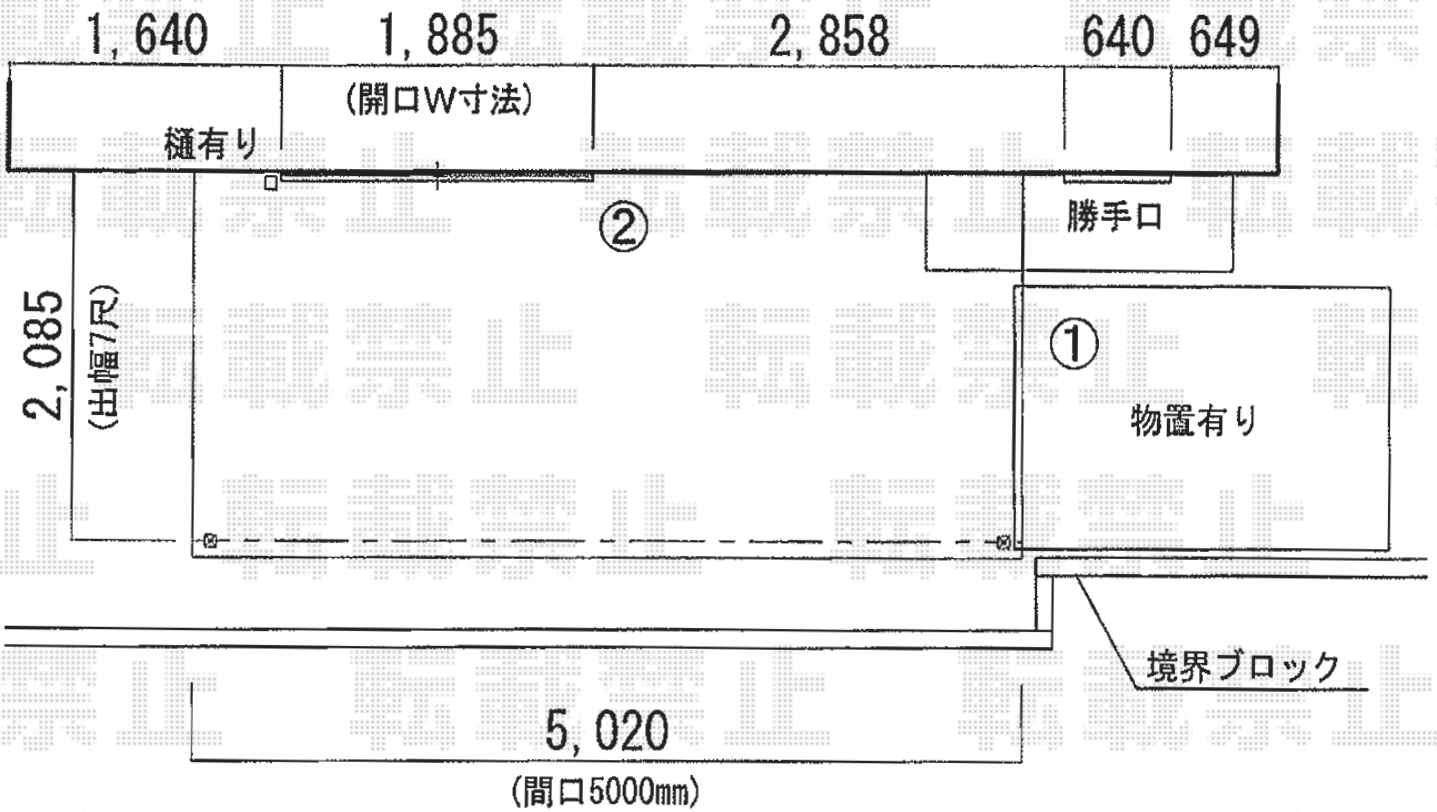 1,640 1,885 2,858 640 649
(開口W寸法)
樋有り
②
勝手口
2,085
(出幅7尺)
①
物置有り
境界ブロック
5,020
(間口5000mm)
転載禁止